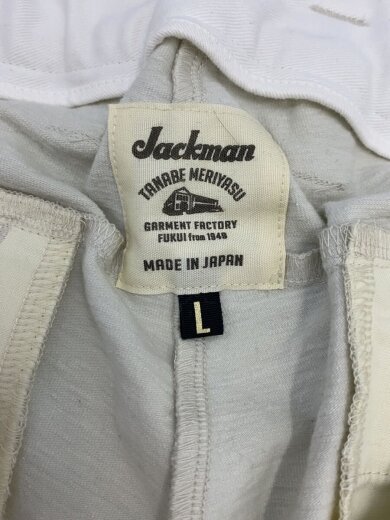 Jackman
TANABE MERIYASU
GARMENT FACTORY
FUKUI from 1949
MADE IN JAPAN
L